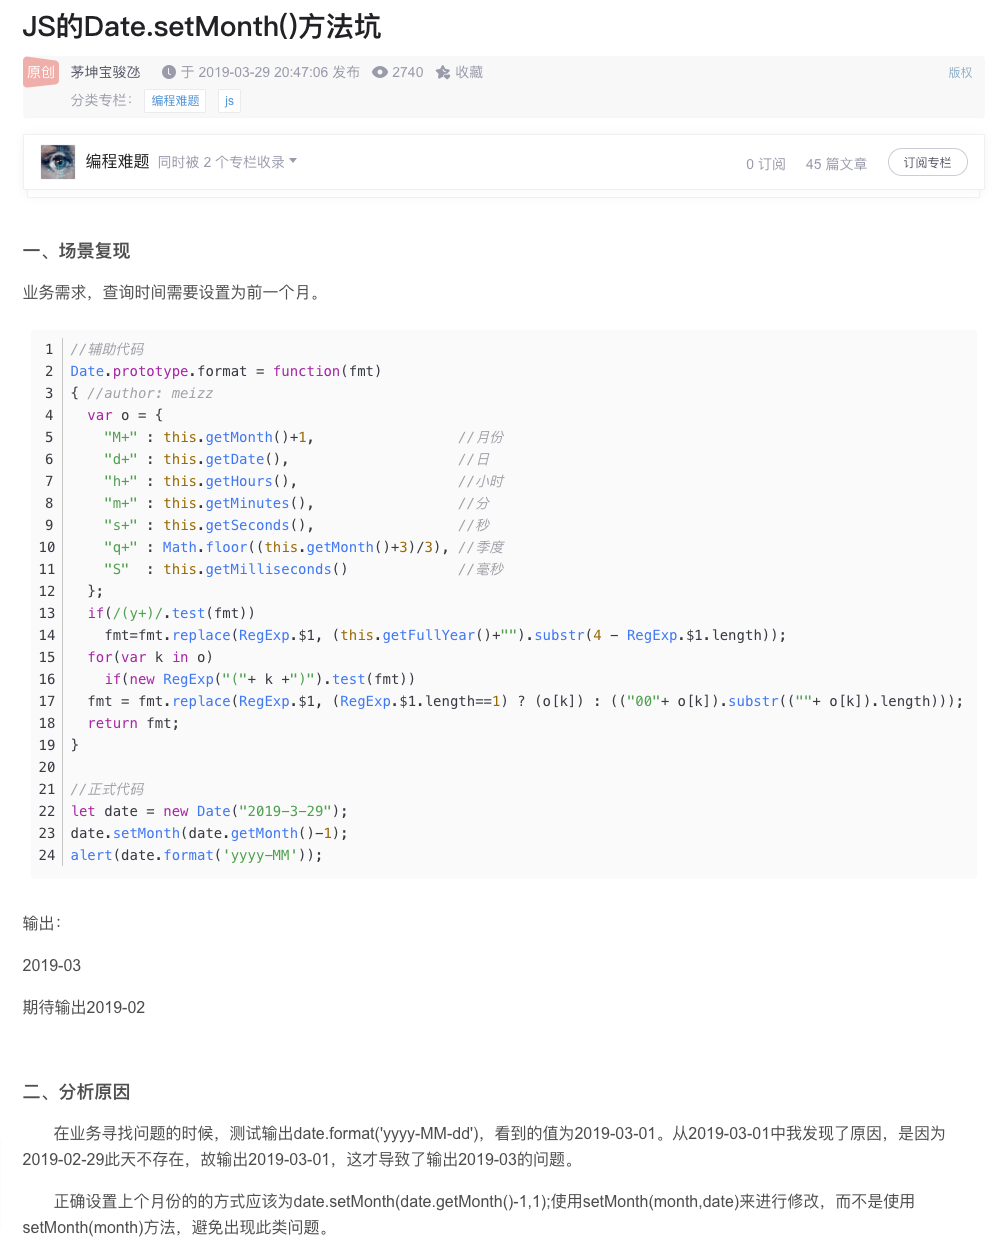 JS的Date.setMonth()方法坑
原创 茅坤宝骏氹 于 2019-03-29 20:47:06 发布 2740 收藏 版权
分类专栏： 编程难题 js
编程难题 同时被 2 个专栏收录 0 订阅 45 篇文章 订阅专栏
一、场景复现
业务需求，查询时间需要设置为前一个月。
1 //辅助代码
2 Date.prototype.format = function(fmt)
3 { //author: meizz
4   var o = {
5     "M+" : this.getMonth()+1,                 //月份
6     "d+" : this.getDate(),                    //日
7     "h+" : this.getHours(),                   //小时
8     "m+" : this.getMinutes(),                 //分
9     "s+" : this.getSeconds(),                 //秒
10     "q+" : Math.floor((this.getMonth()+3)/3), //季度
11     "S"  : this.getMilliseconds()             //毫秒
12   };
13   if(/(y+)/.test(fmt))
14     fmt=fmt.replace(RegExp.$1, (this.getFullYear()+"").substr(4 - RegExp.$1.length));
15   for(var k in o)
16     if(new RegExp("("+ k +")").test(fmt))
17   fmt = fmt.replace(RegExp.$1, (RegExp.$1.length==1) ? (o[k]) : (("00"+ o[k]).substr((""+ o[k]).length)));
18   return fmt;
19 }
20
21 //正式代码
22 let date = new Date("2019-3-29");
23 date.setMonth(date.getMonth()-1);
24 alert(date.format('yyyy-MM'));
输出：
2019-03
期待输出2019-02
二、分析原因
在业务寻找问题的时候，测试输出date.format('yyyy-MM-dd')，看到的值为2019-03-01。从2019-03-01中我发现了原因，是因为
2019-02-29此天不存在，故输出2019-03-01，这才导致了输出2019-03的问题。
正确设置上个月份的的方式应该为date.setMonth(date.getMonth()-1,1);使用setMonth(month,date)来进行修改，而不是使用
setMonth(month)方法，避免出现此类问题。